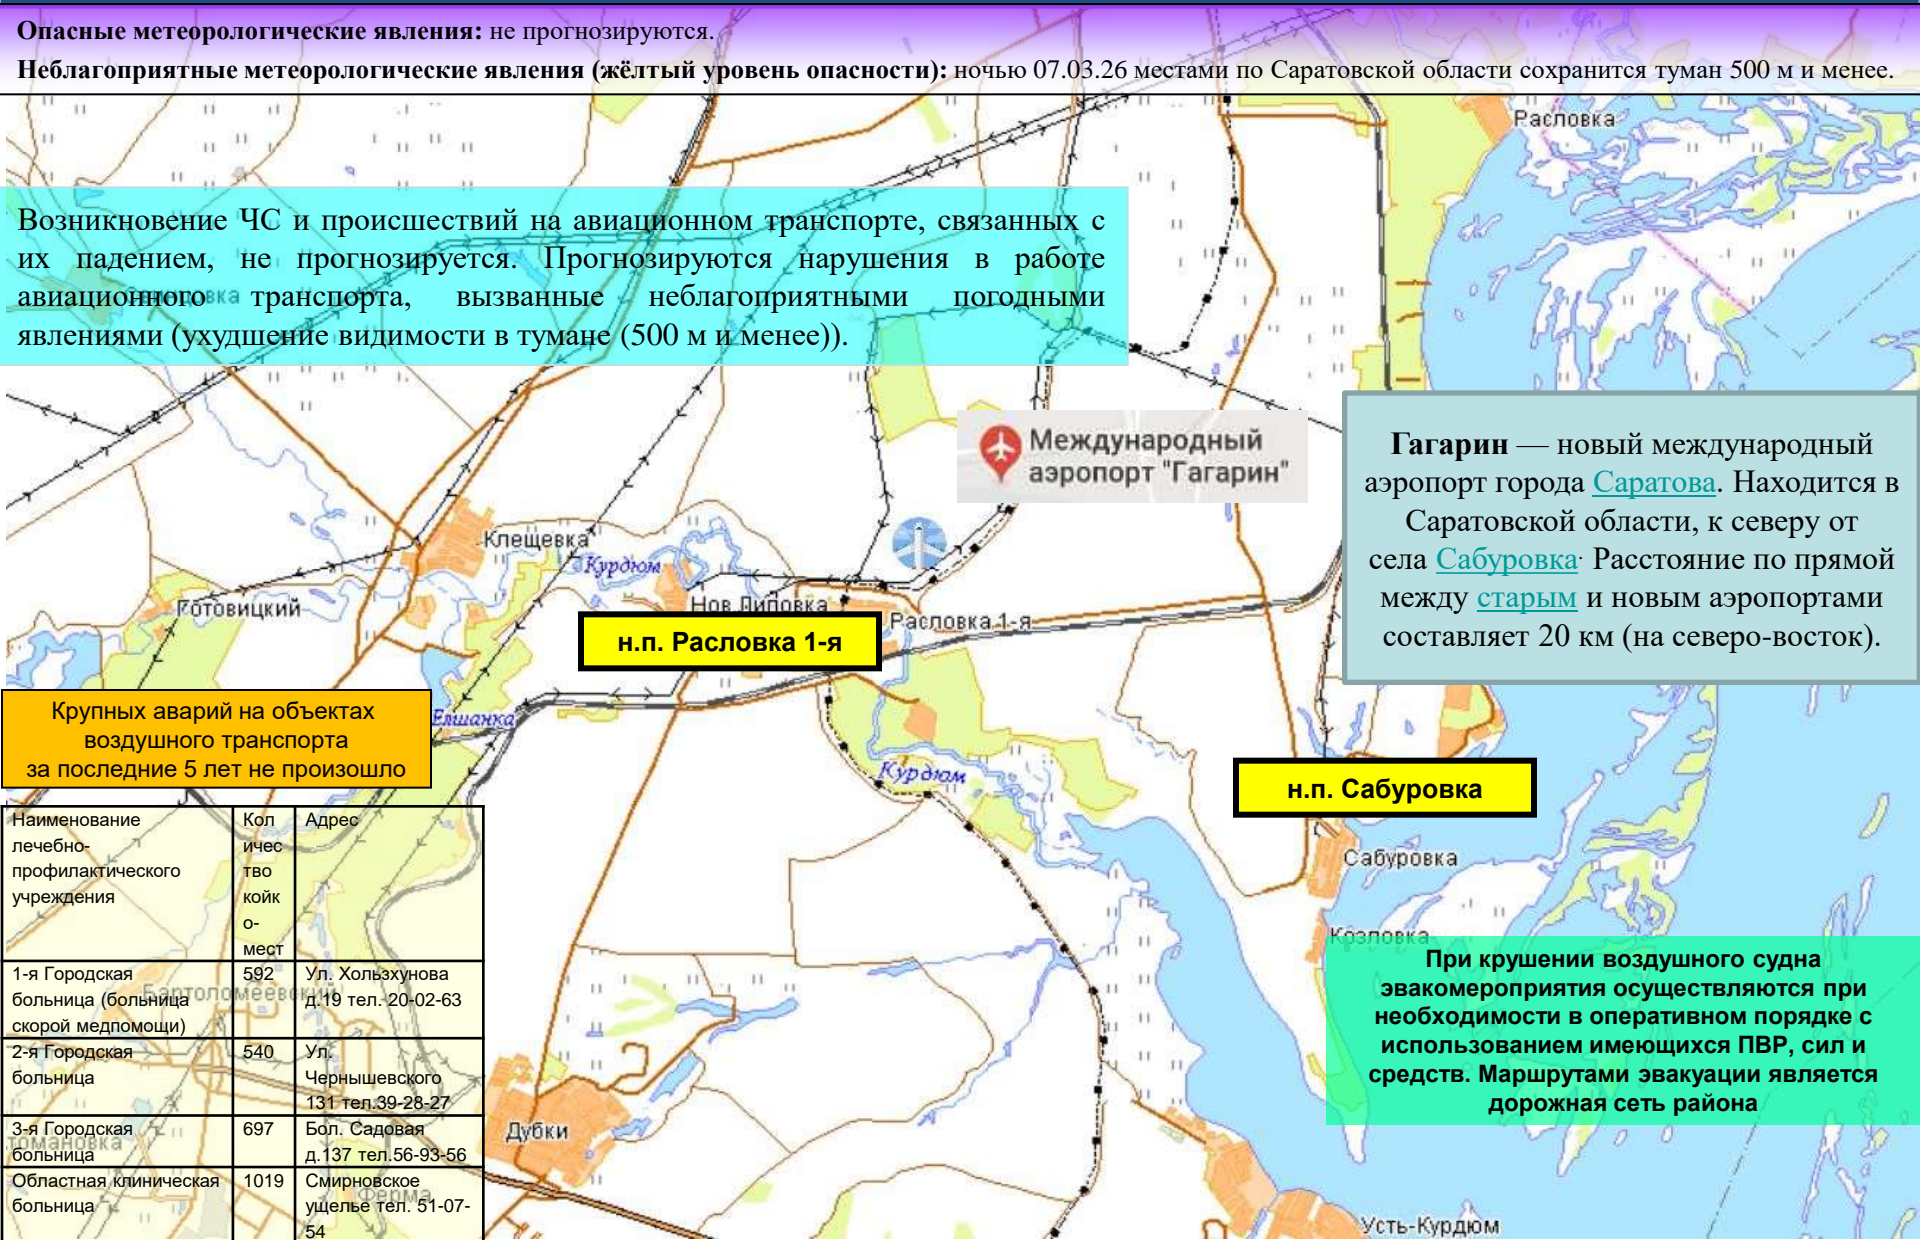 Опасные метеорологические явления: не прогнозируются.
Неблагоприятные метеорологические явления (жёлтый уровень опасности): ночью 07.03.26 местами по Саратовской области сохранится туман 500 м и менее.
Расловка
Возникновение ЧС и происшествий на авиационном транспорте, связанных с
их падением, не прогнозируется. Прогнозируются нарушения в работе
авиационного транспорта, вызванные неблагоприятными погодными
явлениями (ухудшение видимости в тумане (500 м и менее)).
Международный
аэропорт "Гагарин"
Гагарин — новый международный
аэропорт города Саратова. Находится в
Саратовской области, к северу от
села Сабуровка. Расстояние по прямой
между старым и новым аэропортами
составляет 20 км (на северо-восток).
Клещевка
Курдюм
Готовицкий
Нов.Липовка
Расловка 1-я
н.п. Расловка 1-я
Елшанка
Крупных аварий на объектах
воздушного транспорта
за последние 5 лет не произошло
Курдюм
н.п. Сабуровка
Сабуровка
Козловка
Наименование
лечебно-
профилактического
учреждения
Кол
ичес
тво
койк
о-
мест
Адрес
1-я Городская
больница (больница
скорой медпомощи)
592
Ул. Хользхунова
д.19 тел. 20-02-63
Бартоломеевский
2-я Городская
больница
540
Ул.
Чернышевского
131 тел.39-28-27
3-я Городская
больница
697
Бол. Садовая
д.137 тел.56-93-56
Областная клиническая
больница
1019
Смирновское
ущелье тел. 51-07-
54
Ферма
Дубки
При крушении воздушного судна
эвакомероприятия осуществляются при
необходимости в оперативном порядке с
использованием имеющихся ПВР, сил и
средств. Маршрутами эвакуации является
дорожная сеть района
Усть-Курдюм